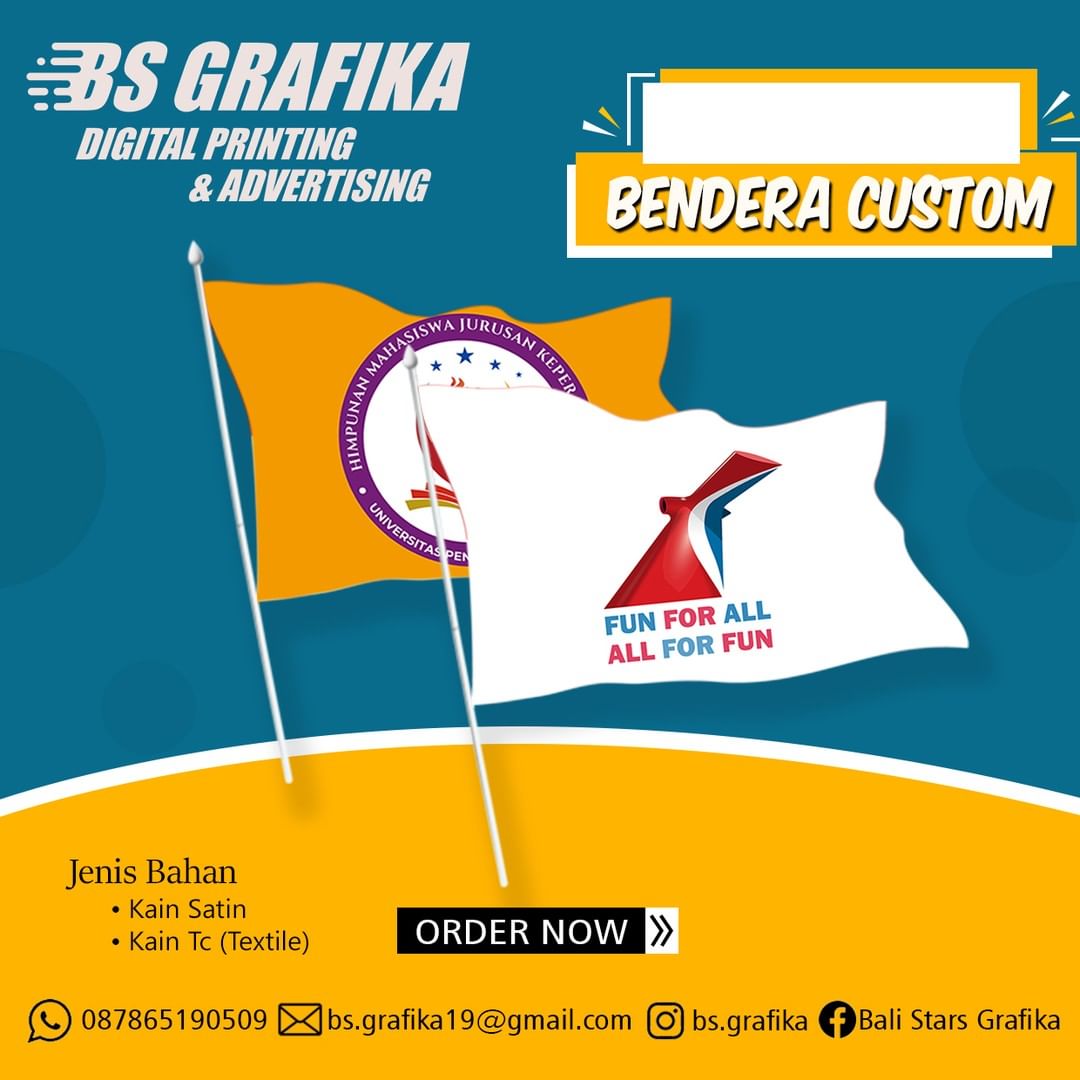 BS GRAFIKA
DIGITAL PRINTING
& ADVERTISING
BENDERA CUSTOM
HIMPUNAN MAHASISWA JURUSAN
UNIVERSITAS
FUN FOR ALL
ALL FOR FUN
Jenis Bahan
• Kain Satin
• Kain Tc (Textile)
ORDER NOW
087865190509
bs.grafika19@gmail.com
bs.grafika
Bali Stars Grafika